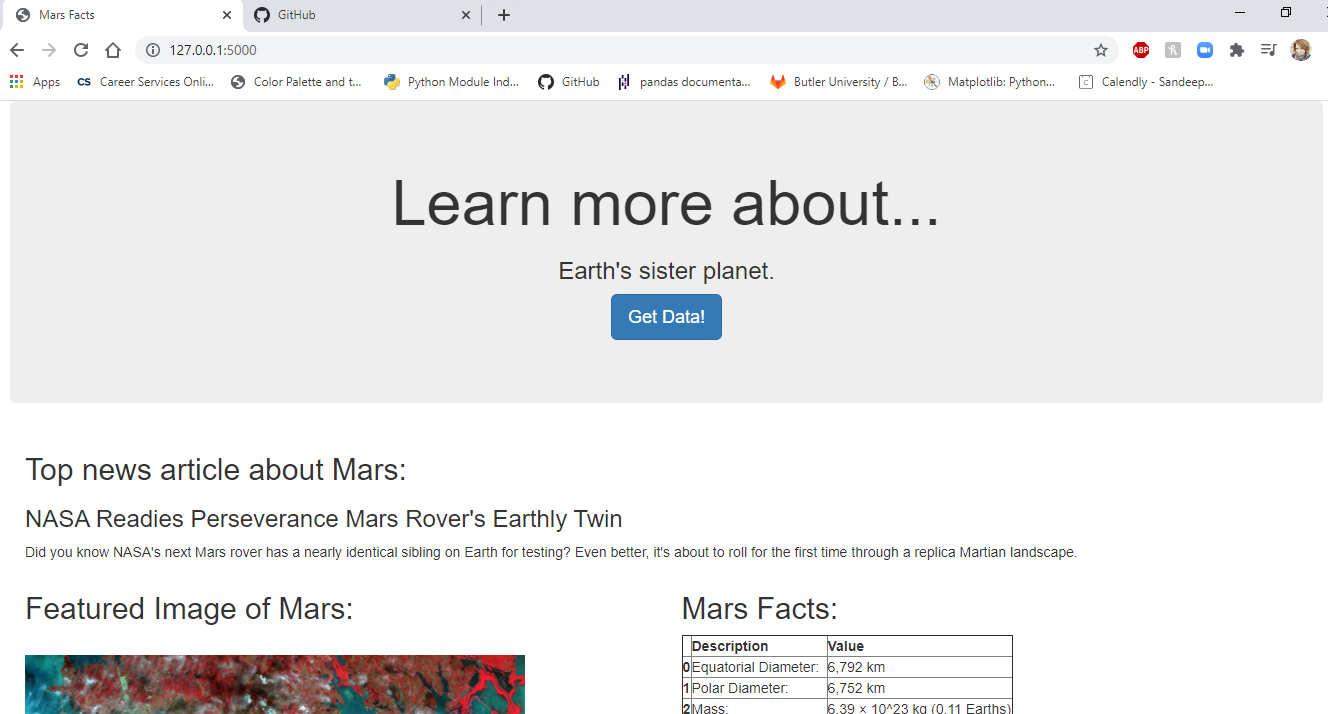 Mars Facts
GitHub
127.0.0.1:5000
ABP
Apps
CS Career Services Onli...
Color Palette and t...
Python Module Ind...
GitHub
pandas documenta...
Butler University / B...
Matplotlib: Python...
Calendly - Sandeep...
Learn more about...
Earth's sister planet.
Get Data!
Top news article about Mars:
NASA Readies Perseverance Mars Rover's Earthly Twin
Did you know NASA's next Mars rover has a nearly identical sibling on Earth for testing? Even better, it's about to roll for the first time through a replica Martian landscape.
Featured Image of Mars:
Mars Facts:
Description Value
0 Equatorial Diameter: 6,792 km
1 Polar Diameter: 6,752 km
2 Mass: 6.39 × 10^23 kg (0.11 Earths)